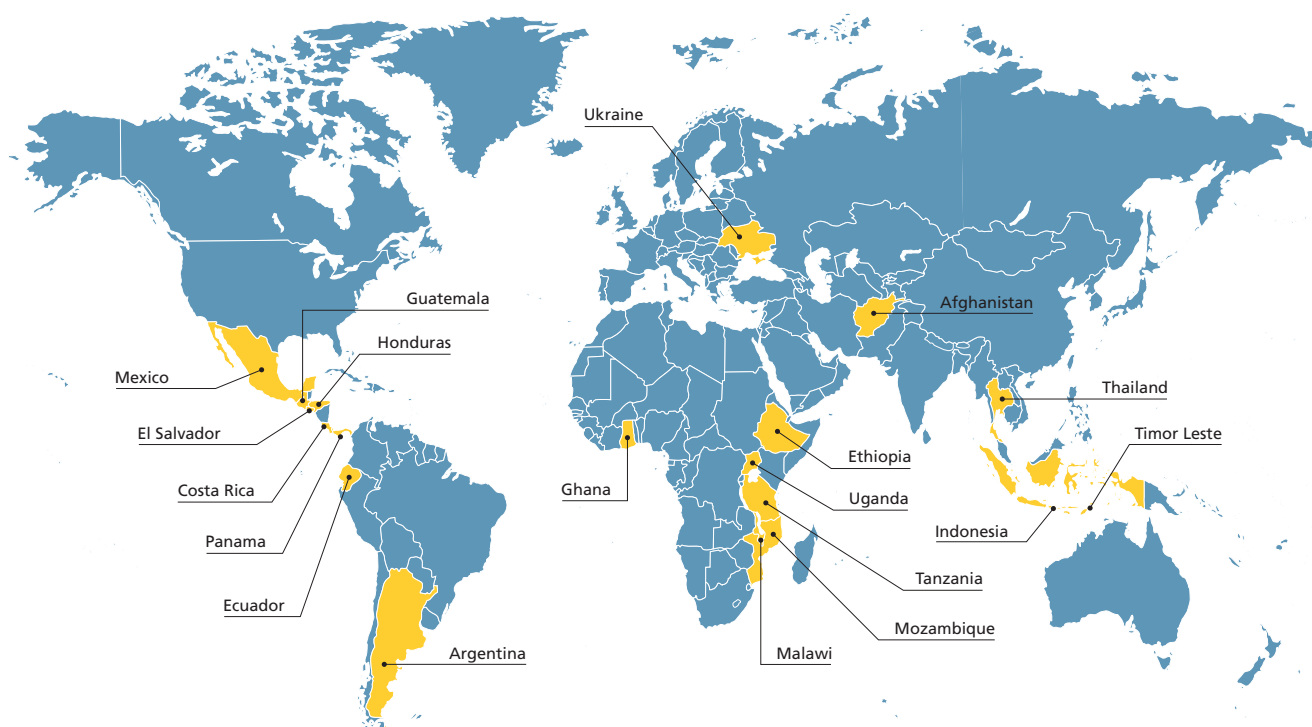 Ukraine
Guatemala
Afghanistan
Honduras
Mexico
Thailand
El Salvador
Timor Leste
Ethiopia
Costa Rica
Ghana
Uganda
Indonesia
Panama
Tanzania
Ecuador
Mozambique
Argentina
Malawi